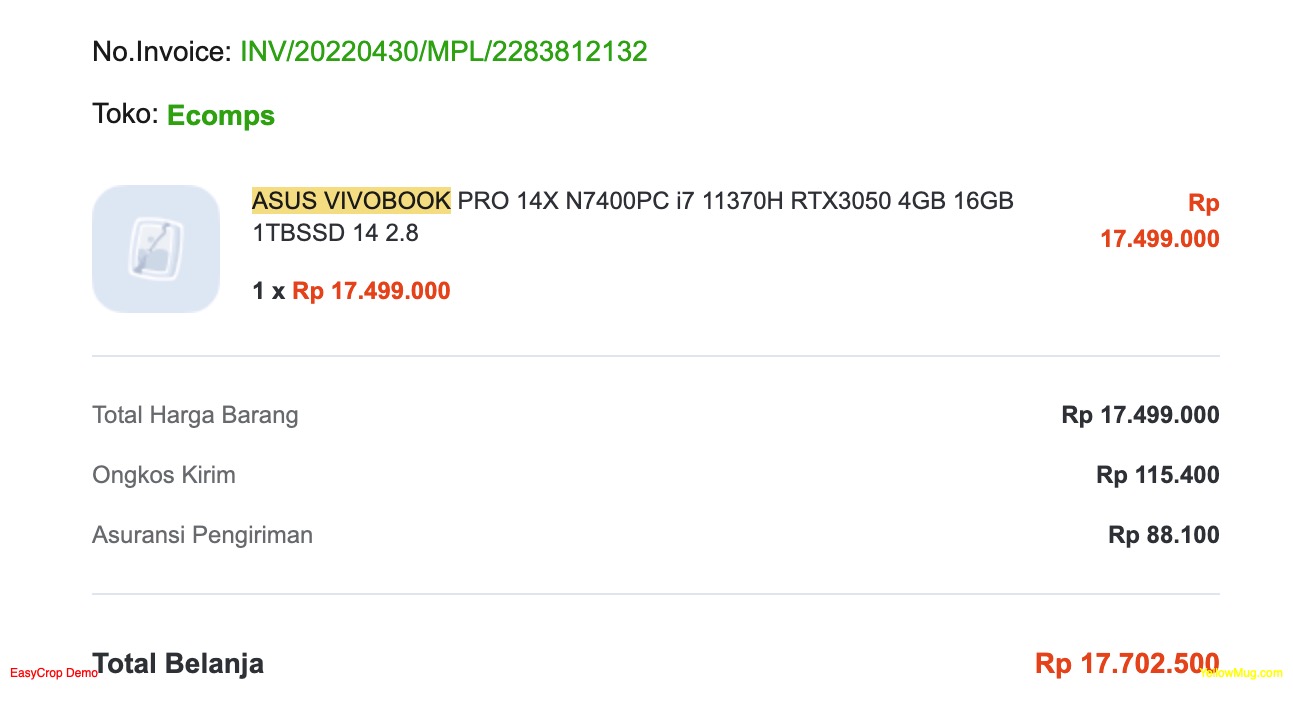 No.Invoice: INV/20220430/MPL/2283812132
Toko: Ecomps
ASUS VIVOBOOK PRO 14X N7400PC i7 11370H RTX3050 4GB 16GB
1TBSSD 14 2.8
Rp
17.499.000
1 x Rp 17.499.000
Total Harga Barang Rp 17.499.000
Ongkos Kirim Rp 115.400
Asuransi Pengiriman Rp 88.100
Total Belanja Rp 17.702.500
EasyCrop Demo
YellowMug.com